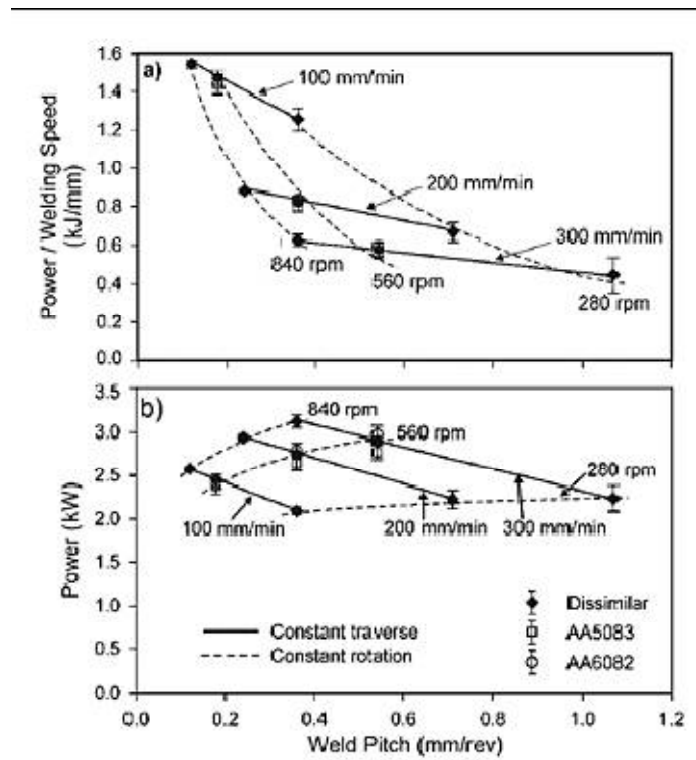 a)
1.6
1.4
1.2
1.0
0.8
0.6
0.4
0.2
0.0
Power / Welding Speed
(kJ/mm)
100 mm/min
200 mm/min
300 mm/min
840 rpm
560 rpm
280 rpm
b)
3.5
3.0
2.5
2.0
1.5
1.0
0.5
0.0
Power (kW)
840 rpm
560 rpm
280 rpm
100 mm/min
200 mm/min
300 mm/min
Constant traverse
Constant rotation
Dissimilar
AA5083
AA6082
0.0 0.2 0.4 0.6 0.8 1.0 1.2
Weld Pitch (mm/rev)